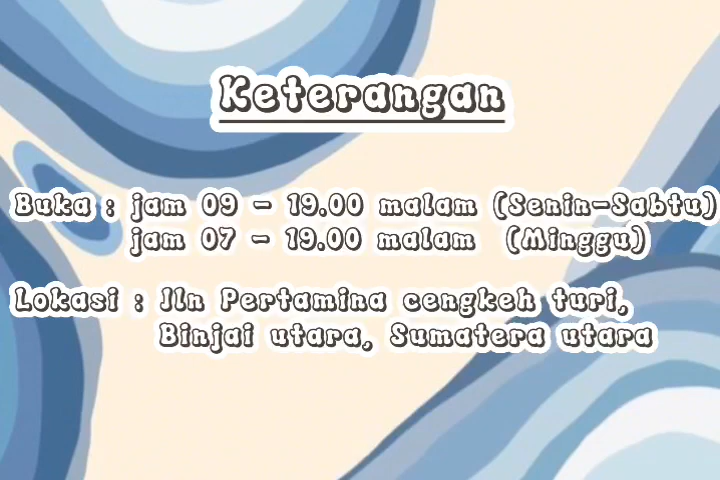 Keterangan
Buka : jam 09 - 19.00 malam (Senin-Sabtu)
jam 07 - 19.00 malam (Minggu)
Lokasi : Jln Pertamina cengkeh turi,
Binjai utara, Sumatera utara